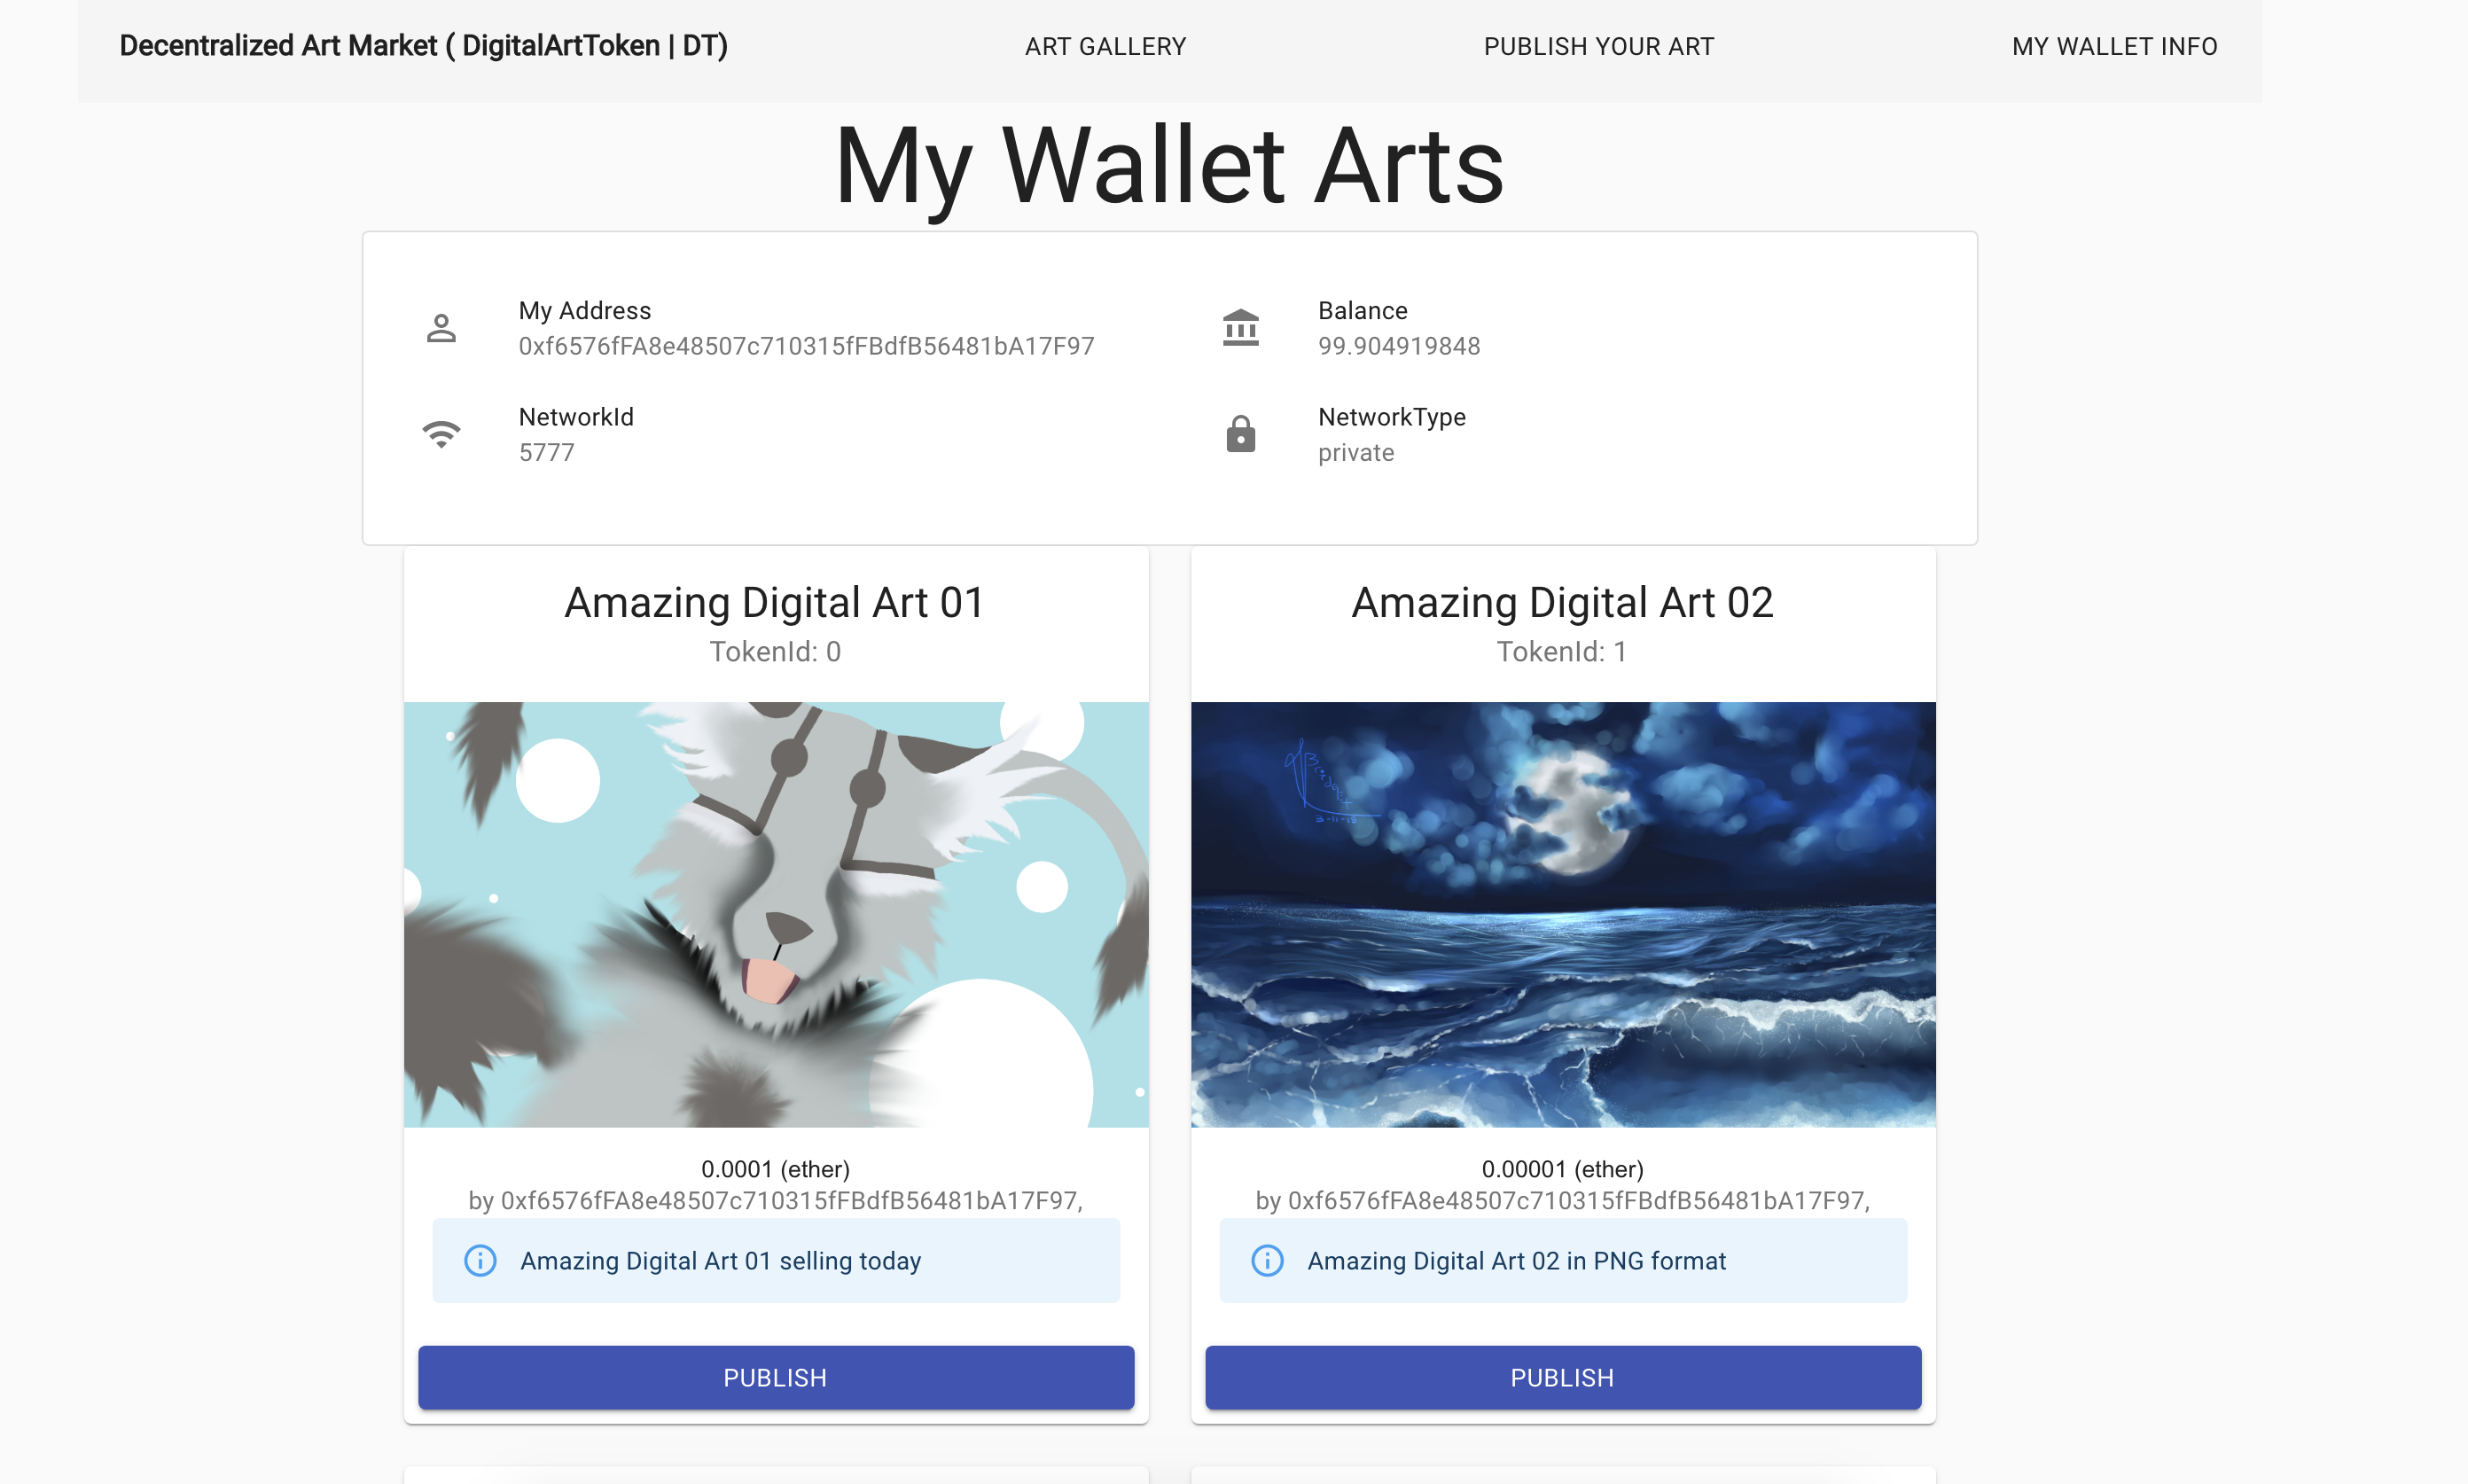 Decentralized Art Market ( DigitalArtToken | DT)
ART GALLERY
PUBLISH YOUR ART
MY WALLET INFO
My Wallet Arts
My Address
0xf6576fFA8e48507c710315fFBdfB56481bA17F97
Balance
99.904919848
NetworkId
5777
NetworkType
private
Amazing Digital Art 01
TokenId: 0
0.0001 (ether)
by 0xf6576fFA8e48507c710315fFBdfB56481bA17F97,
Amazing Digital Art 01 selling today
PUBLISH
Amazing Digital Art 02
TokenId: 1
3-11-15
0.00001 (ether)
by 0xf6576fFA8e48507c710315fFBdfB56481bA17F97,
Amazing Digital Art 02 in PNG format
PUBLISH